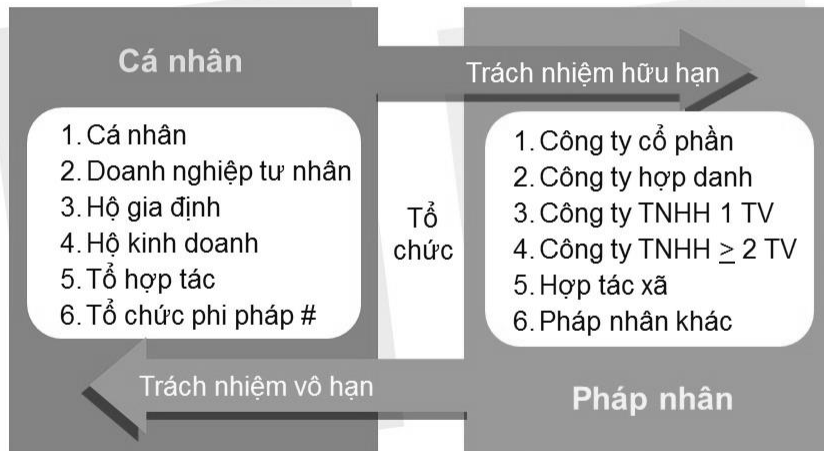 Cá nhân
Trách nhiệm hữu hạn
1. Cá nhân
2. Doanh nghiệp tư nhân
3. Hộ gia định
4. Hộ kinh doanh
5. Tổ hợp tác
6. Tổ chức phi pháp #
Tổ
chức
1. Công ty cổ phần
2. Công ty hợp danh
3. Công ty TNHH 1 TV
4. Công ty TNHH ≥ 2 TV
5. Hợp tác xã
6. Pháp nhân khác
Trách nhiệm vô hạn
Pháp nhân